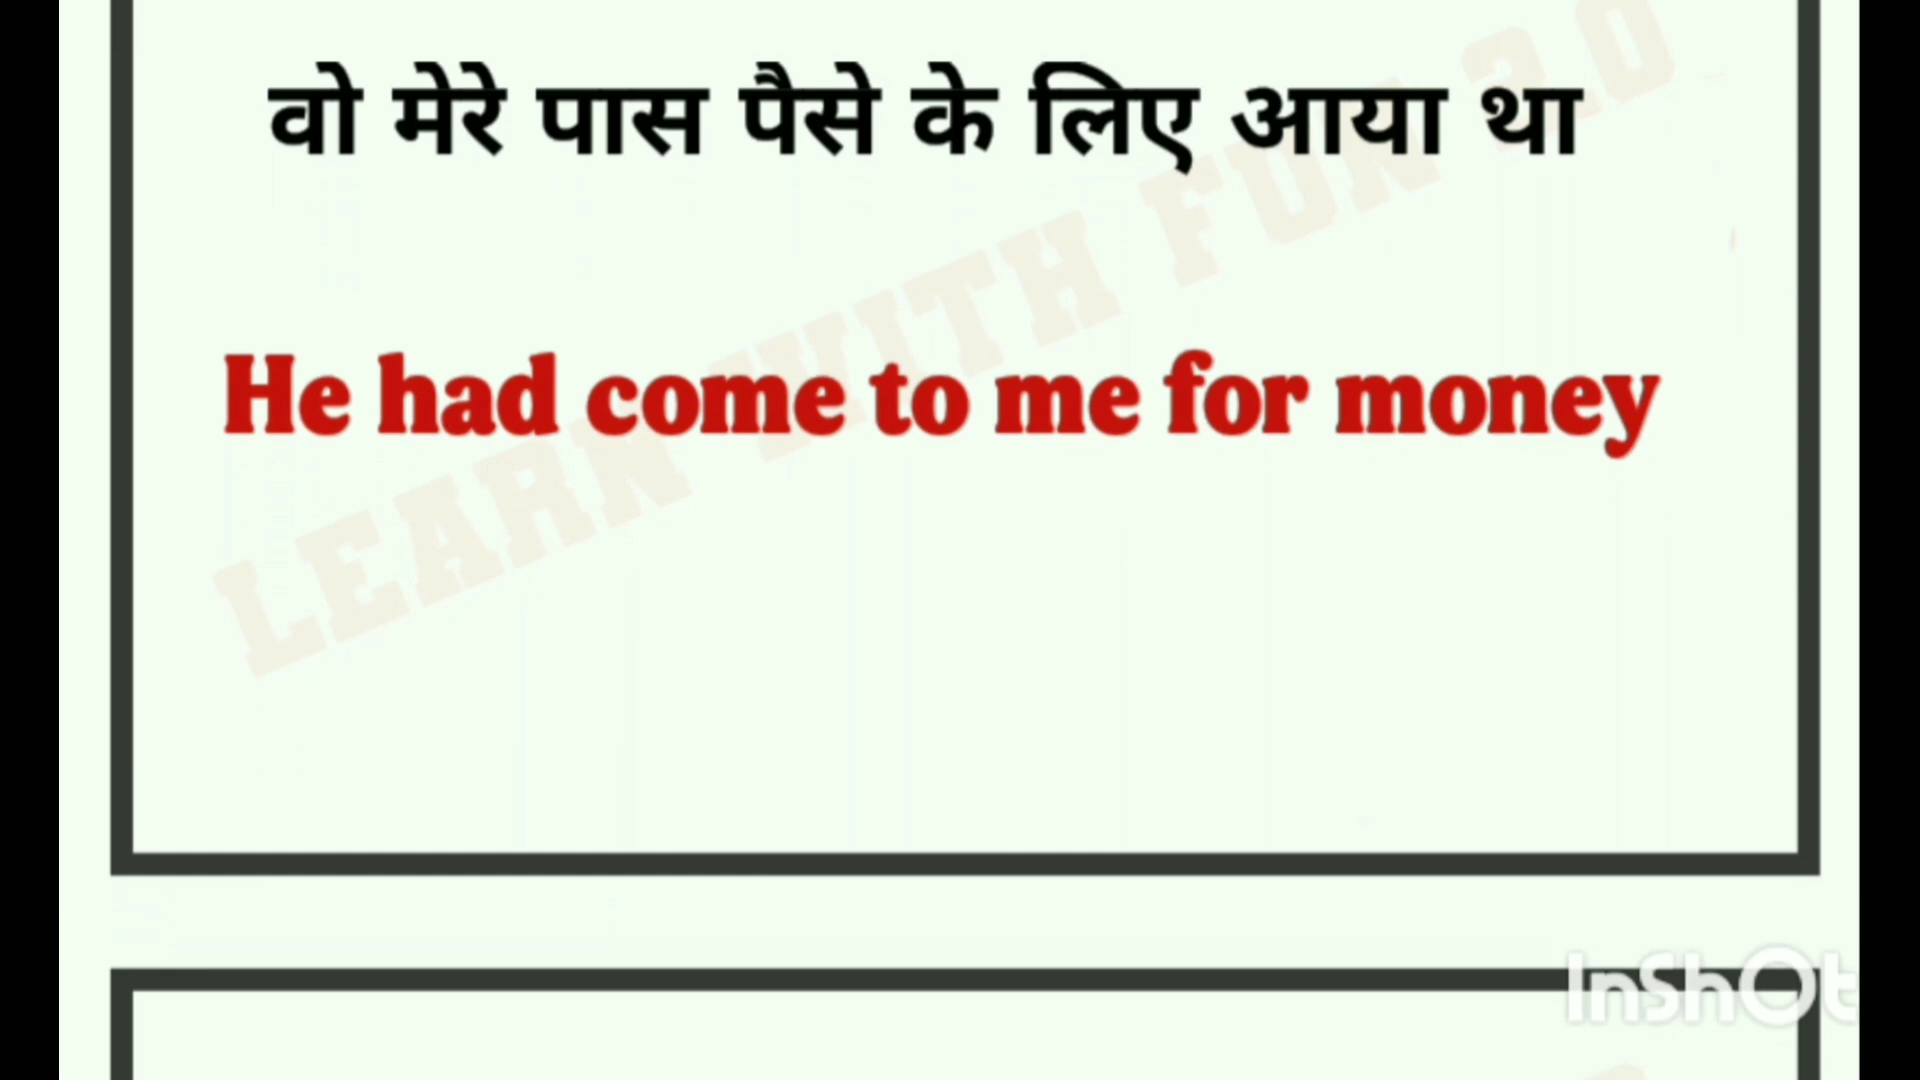 वो मेरे पास पैसे के लिए आया था
He had come to me for money
LEARN WITH FUN 2.0
InShOt